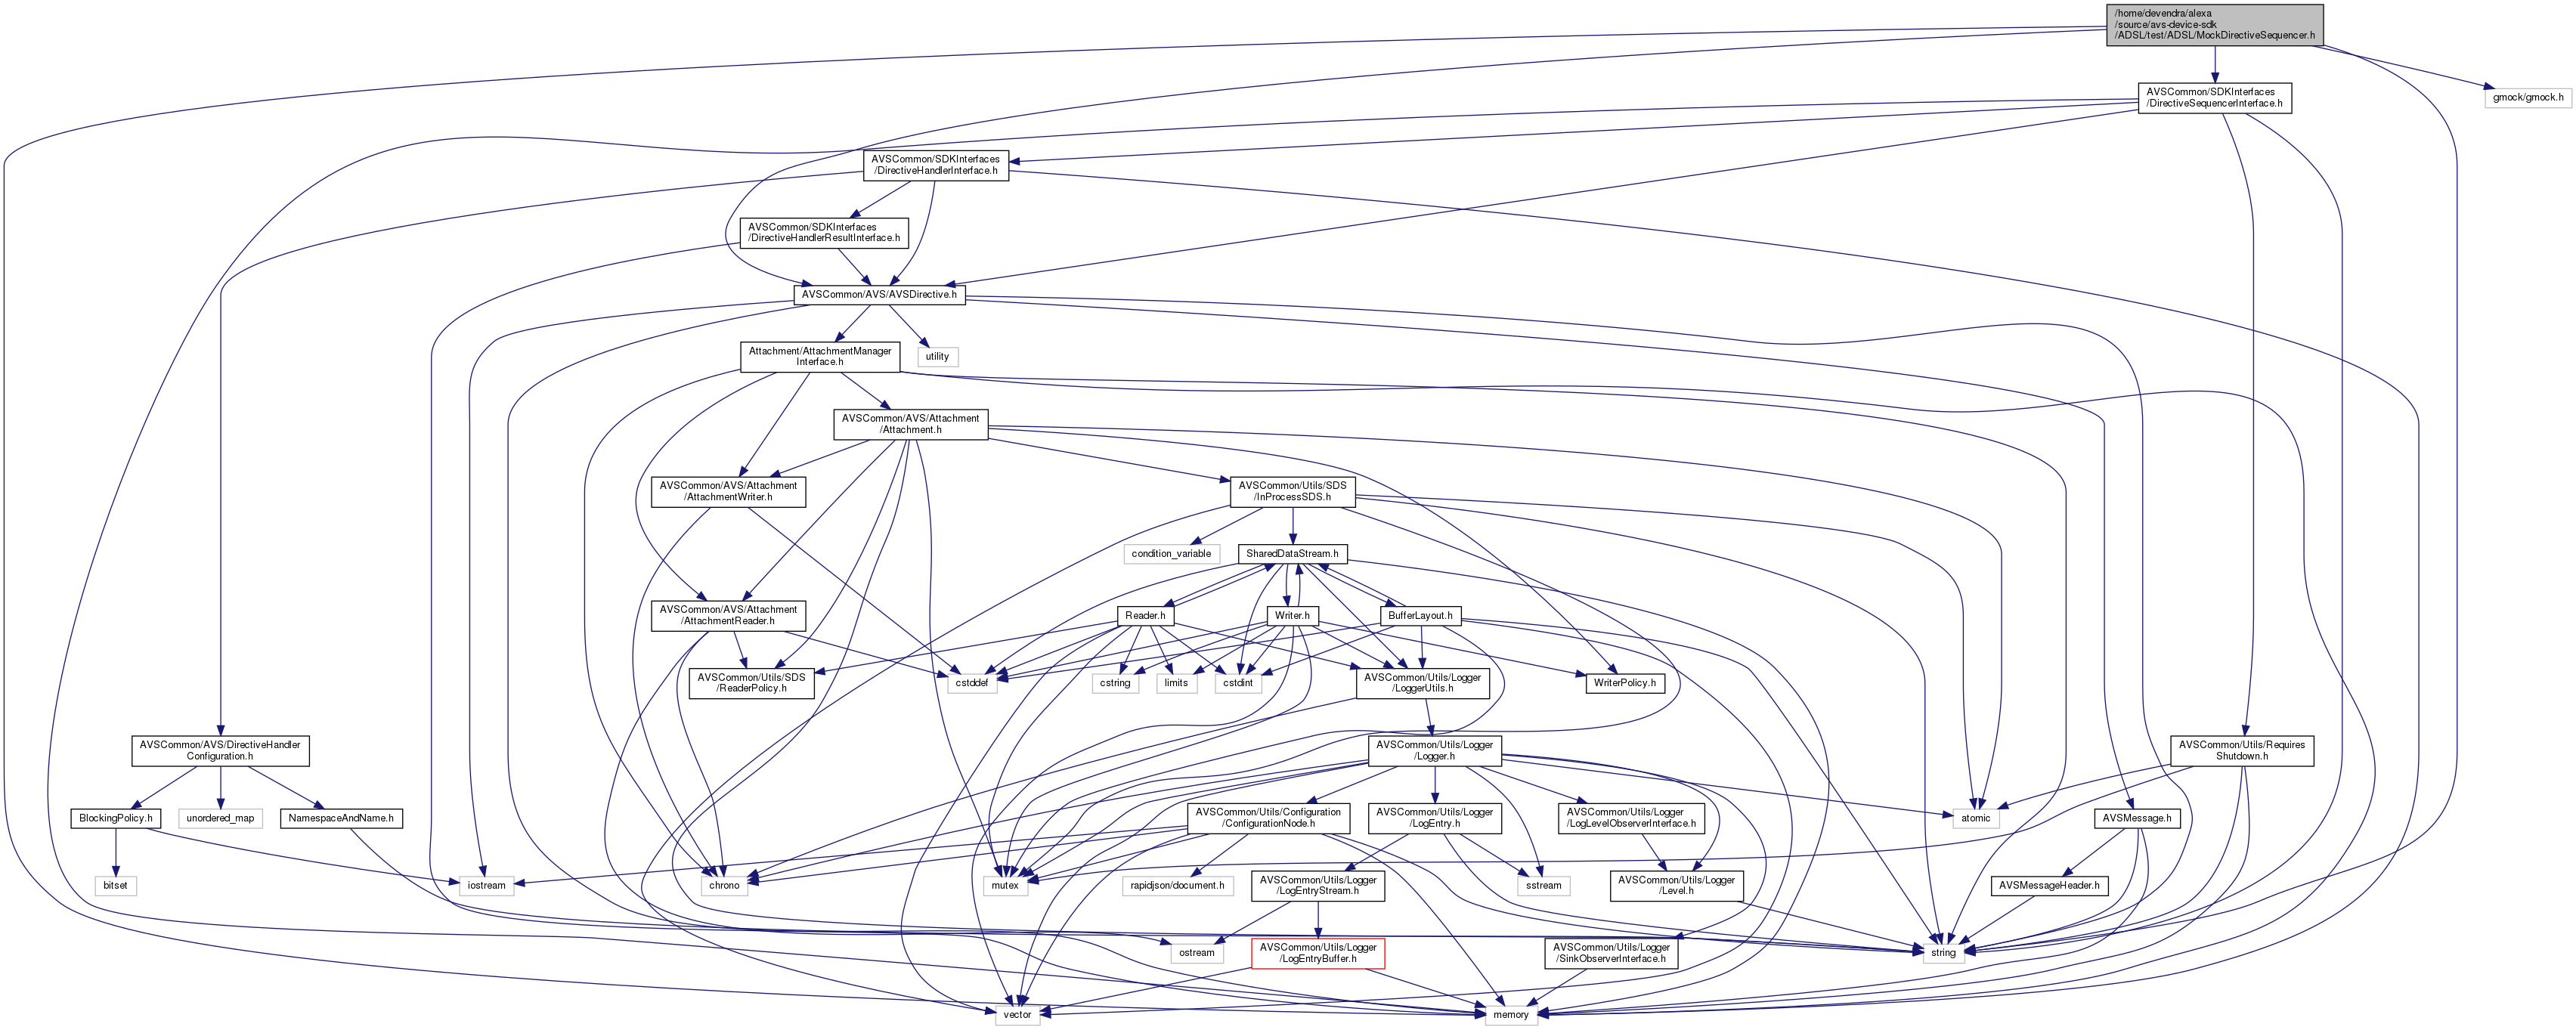 /home/devendra/alexa
/source/avs-device-sdk
/ADSL/test/ADSL/MockDirectiveSequencer.h
AVSCommon/SDKInterfaces
/DirectiveSequencerInterface.h
gmock/gmock.h
AVSCommon/SDKInterfaces
/DirectiveHandlerInterface.h
AVSCommon/SDKInterfaces
/DirectiveHandlerResultInterface.h
AVSCommon/AVS/AVSDirective.h
Attachment/AttachmentManager
Interface.h
utility
AVSCommon/AVS/Attachment
/Attachment.h
AVSCommon/AVS/Attachment
/AttachmentWriter.h
AVSCommon/Utils/SDS
/InProcessSDS.h
condition_variable
SharedDataStream.h
AVSCommon/AVS/Attachment
/AttachmentReader.h
Reader.h
Writer.h
BufferLayout.h
AVSCommon/Utils/SDS
/ReaderPolicy.h
cstddef
cstring
limits
cstdint
AVSCommon/Utils/Logger
/LoggerUtils.h
WriterPolicy.h
AVSCommon/AVS/DirectiveHandler
Configuration.h
AVSCommon/Utils/Logger
/Logger.h
AVSCommon/Utils/Requires
Shutdown.h
BlockingPolicy.h
unordered_map
NamespaceAndName.h
AVSCommon/Utils/Configuration
/ConfigurationNode.h
AVSCommon/Utils/Logger
/LogEntry.h
AVSCommon/Utils/Logger
/LogLevelObserverInterface.h
atomic
AVSMessage.h
bitset
iostream
chrono
mutex
rapidjson/document.h
AVSCommon/Utils/Logger
/LogEntryStream.h
sstream
AVSCommon/Utils/Logger
/Level.h
AVSMessageHeader.h
ostream
AVSCommon/Utils/Logger
/LogEntryBuffer.h
AVSCommon/Utils/Logger
/SinkObserverInterface.h
string
vector
memory